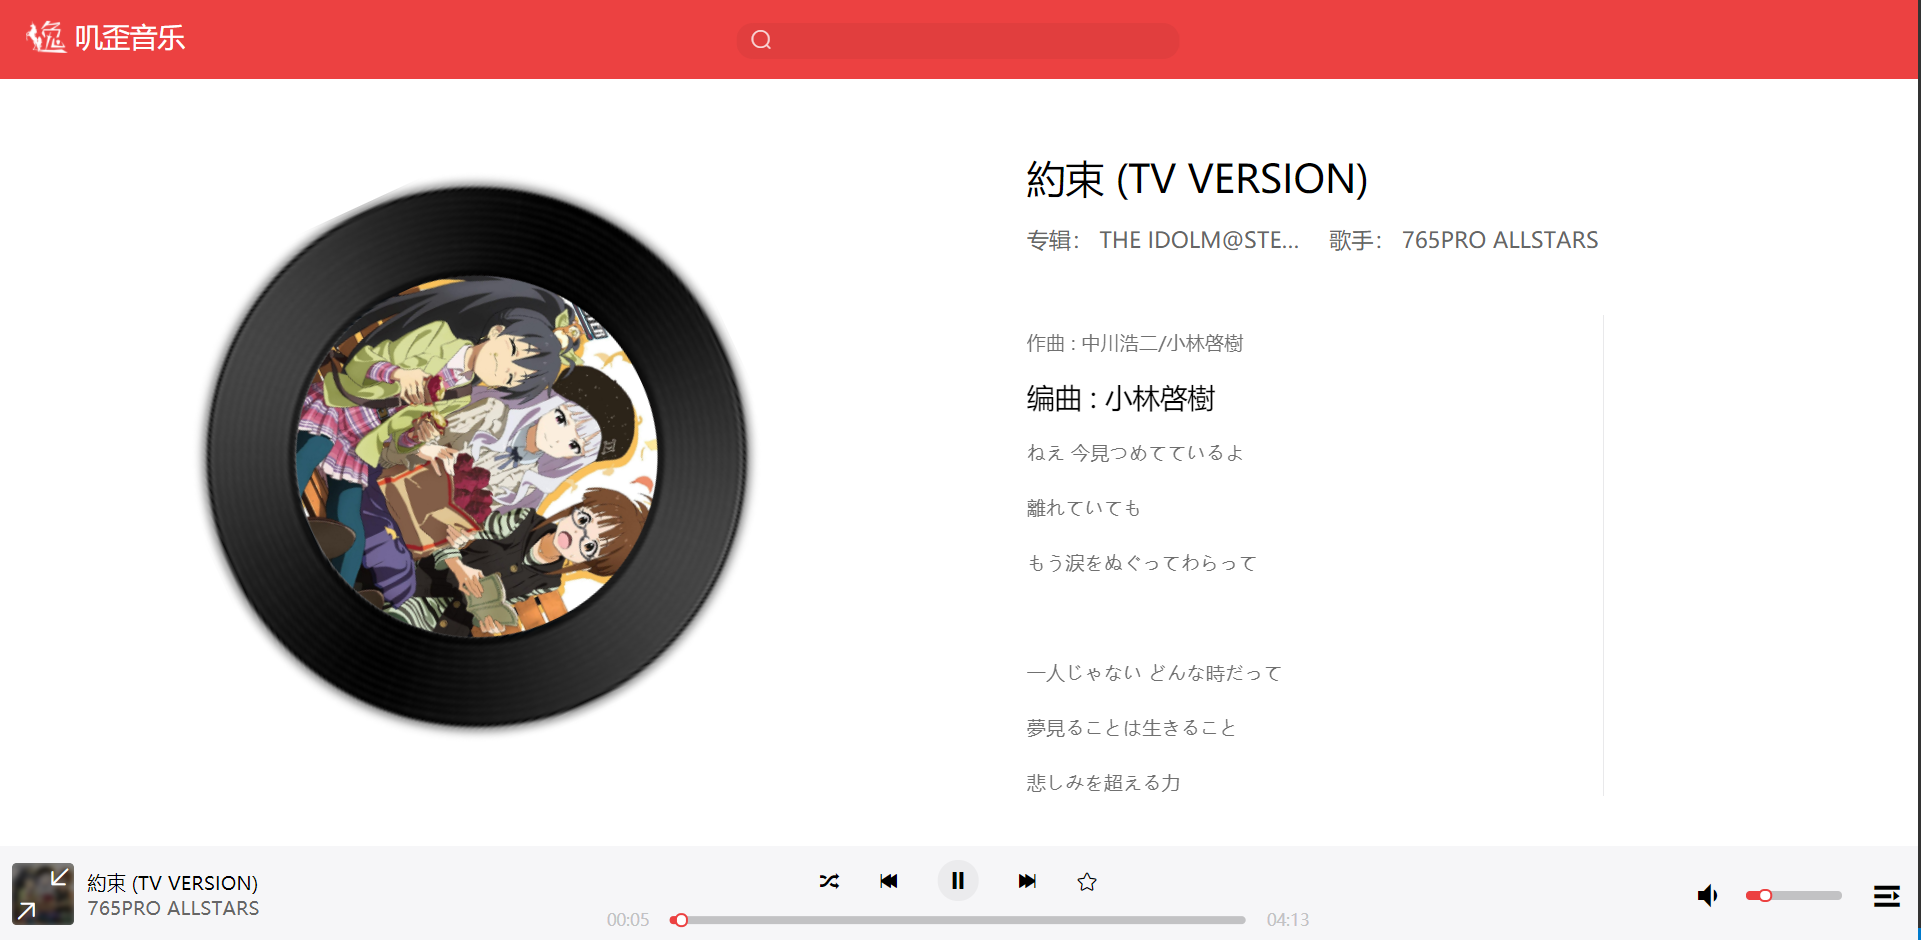 叽歪音乐
約束 (TV VERSION)
专辑： THE IDOLM@STE... 歌手： 765PRO ALLSTARS
作曲 : 中川浩二/小林啓樹
编曲 : 小林啓樹
ねえ 今見つめてているよ
離れていても
もう涙をぬぐってわらって
一人じゃない どんな時だって
夢見ることは生きること
悲しみを超える力
約束 (TV VERSION)
765PRO ALLSTARS
00:05 04:13